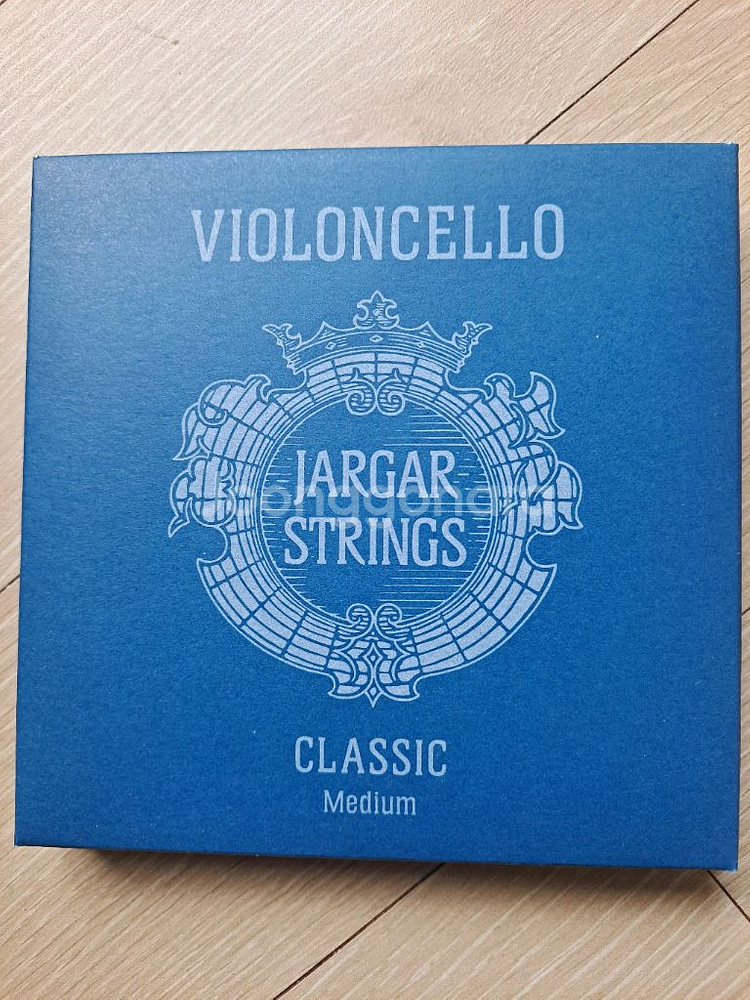 VIOLONCELLO
JARGAR
STRINGS
CLASSIC
Medium